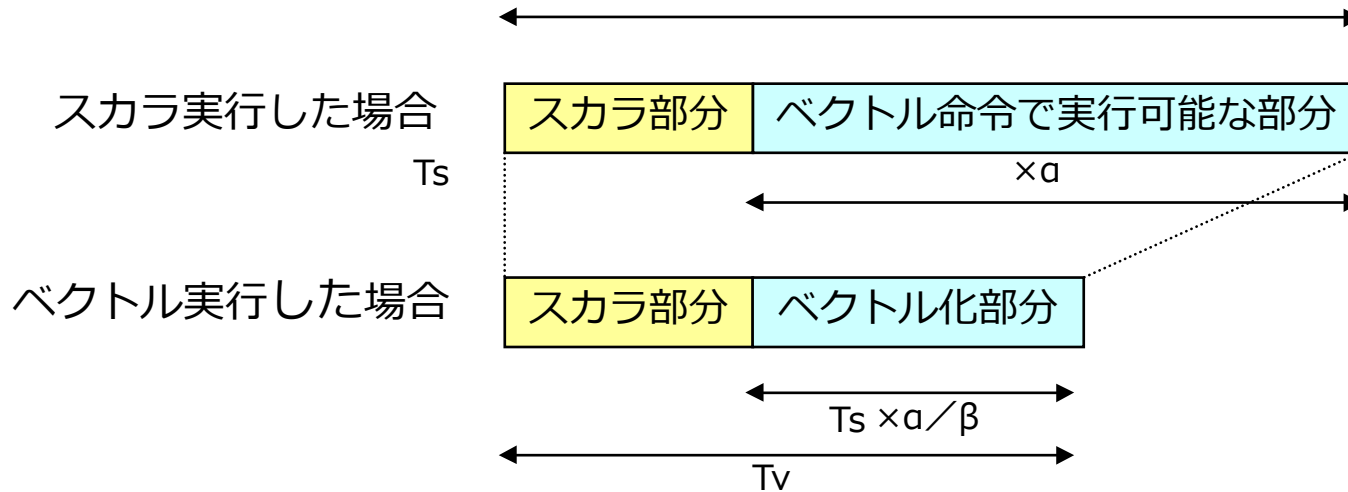 スカラ実行した場合
スカラ部分
ベクトル命令で実行可能な部分
Ts
×α
ベクトル実行した場合
スカラ部分
ベクトル化部分
Ts ×α／β
Tv